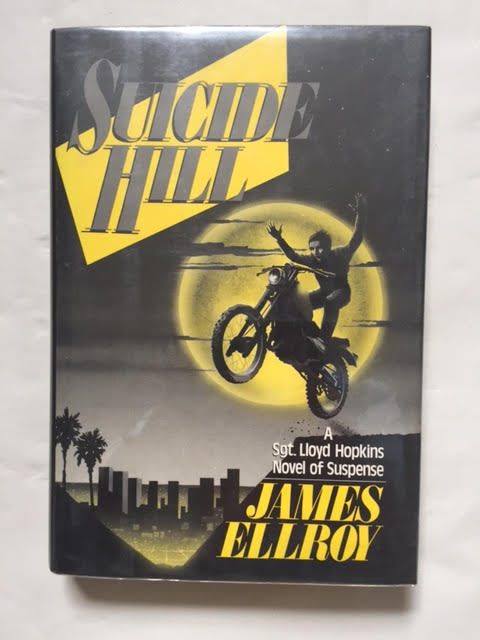 SUICIDE
HILL
A
Sgt. Lloyd Hopkins
Novel of Suspense
JAMES
ELLROY